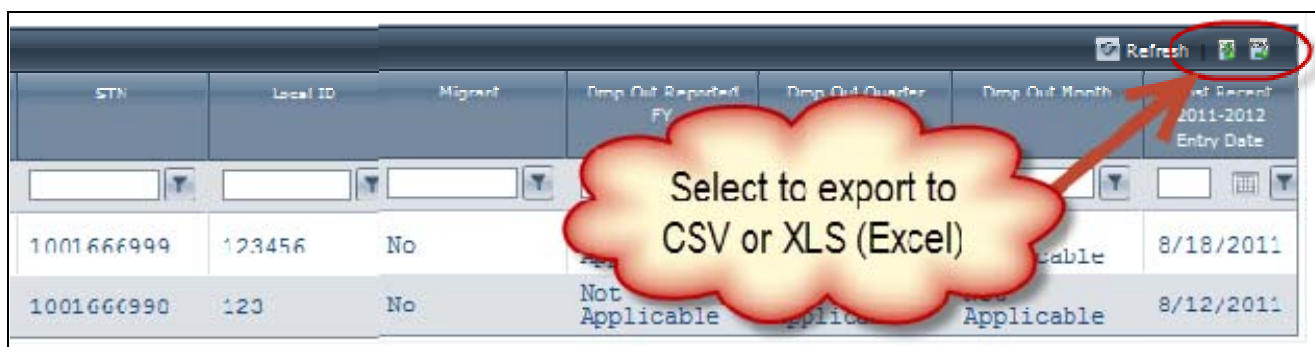 Refresh |
STN Local ID Migrant Drop Out Reported Drop Out Quarter Drop Out Month Most Recent
FY 2011-2012
Entry Date
Select to export to
CSV or XLS (Excel)
1001666999 123456 No 8/18/2011
1001666998 123 No Not Applicable 8/12/2011
Applicable Applicable